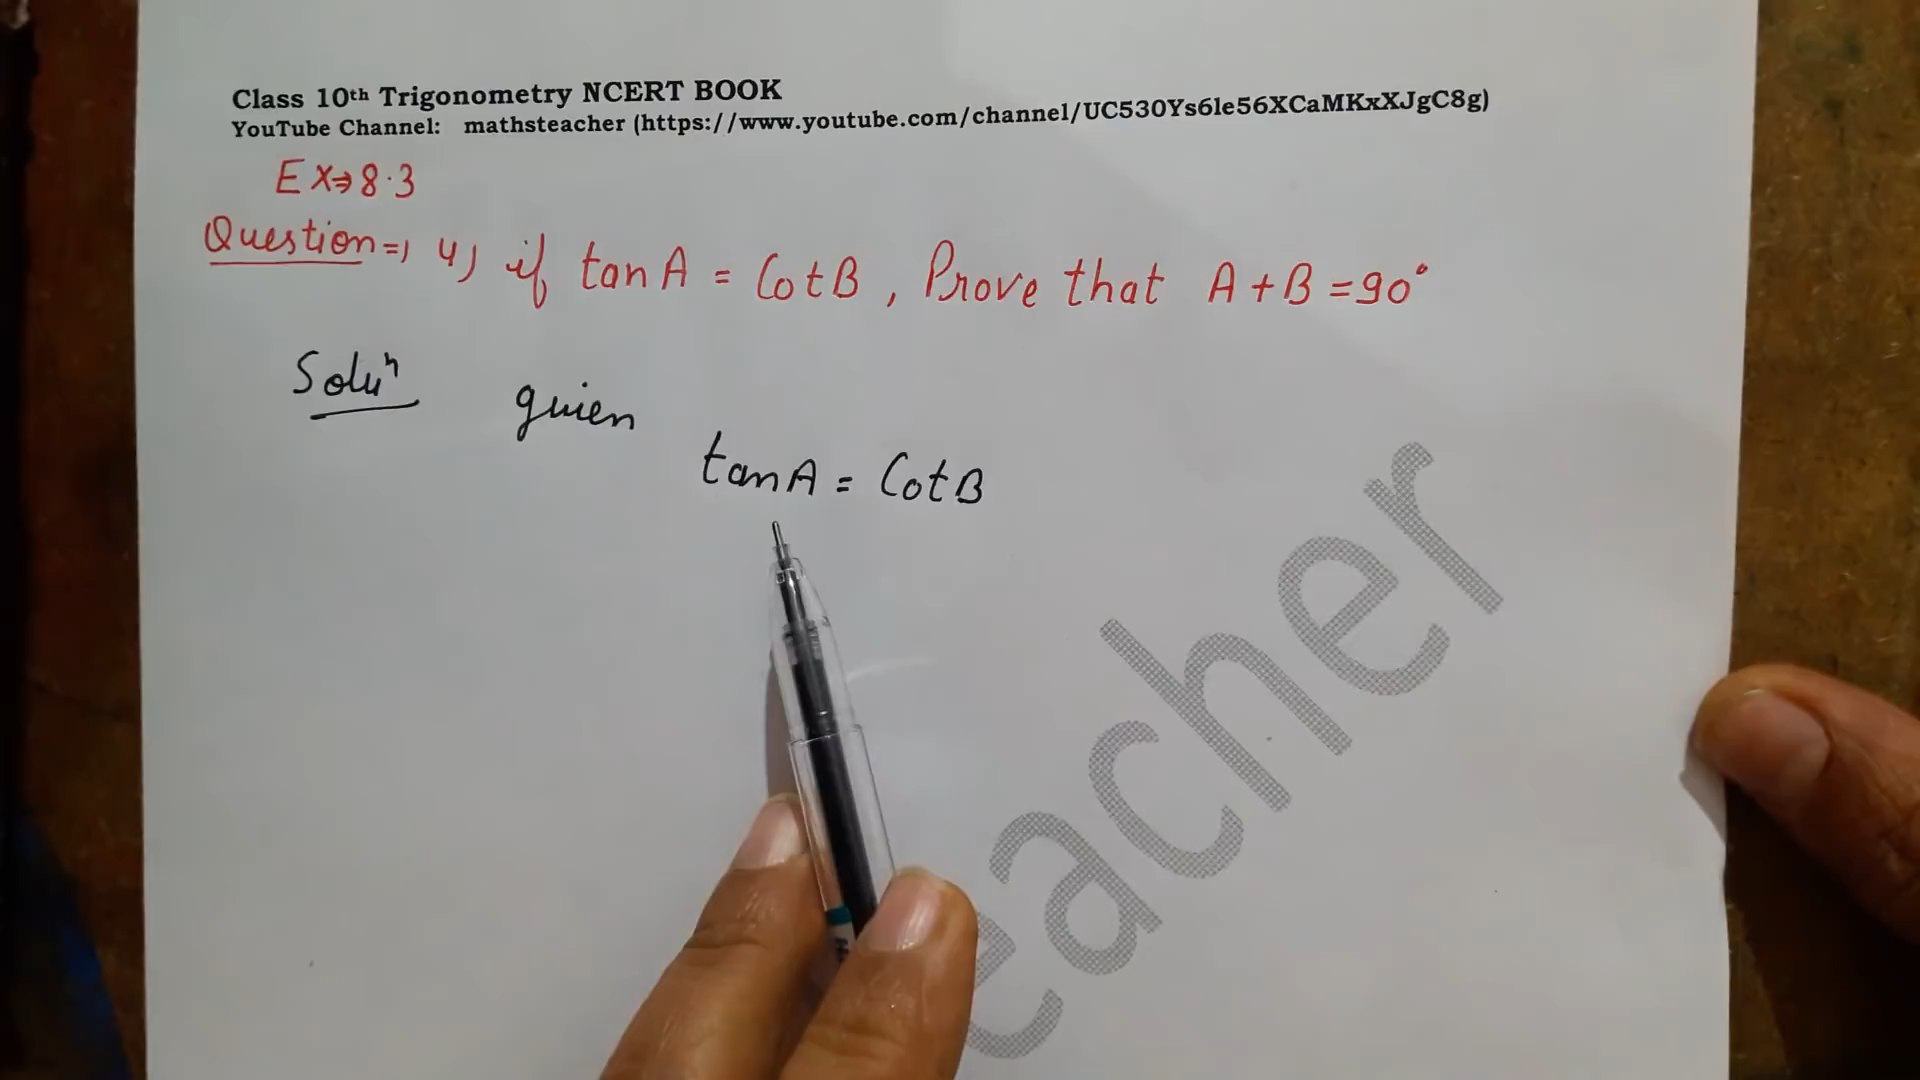 Class 10th Trigonometry NCERT BOOK
YouTube Channel: mathsteacher (https://www.youtube.com/channel/UC530Ys6le56XCaMKxXJgC8g)
Ex⇒ 8.3
Question ⇒ 4) if tan A = Cot B, Prove that A + B = 90°
Soluⁿ given
tan A = Cot B
eacher